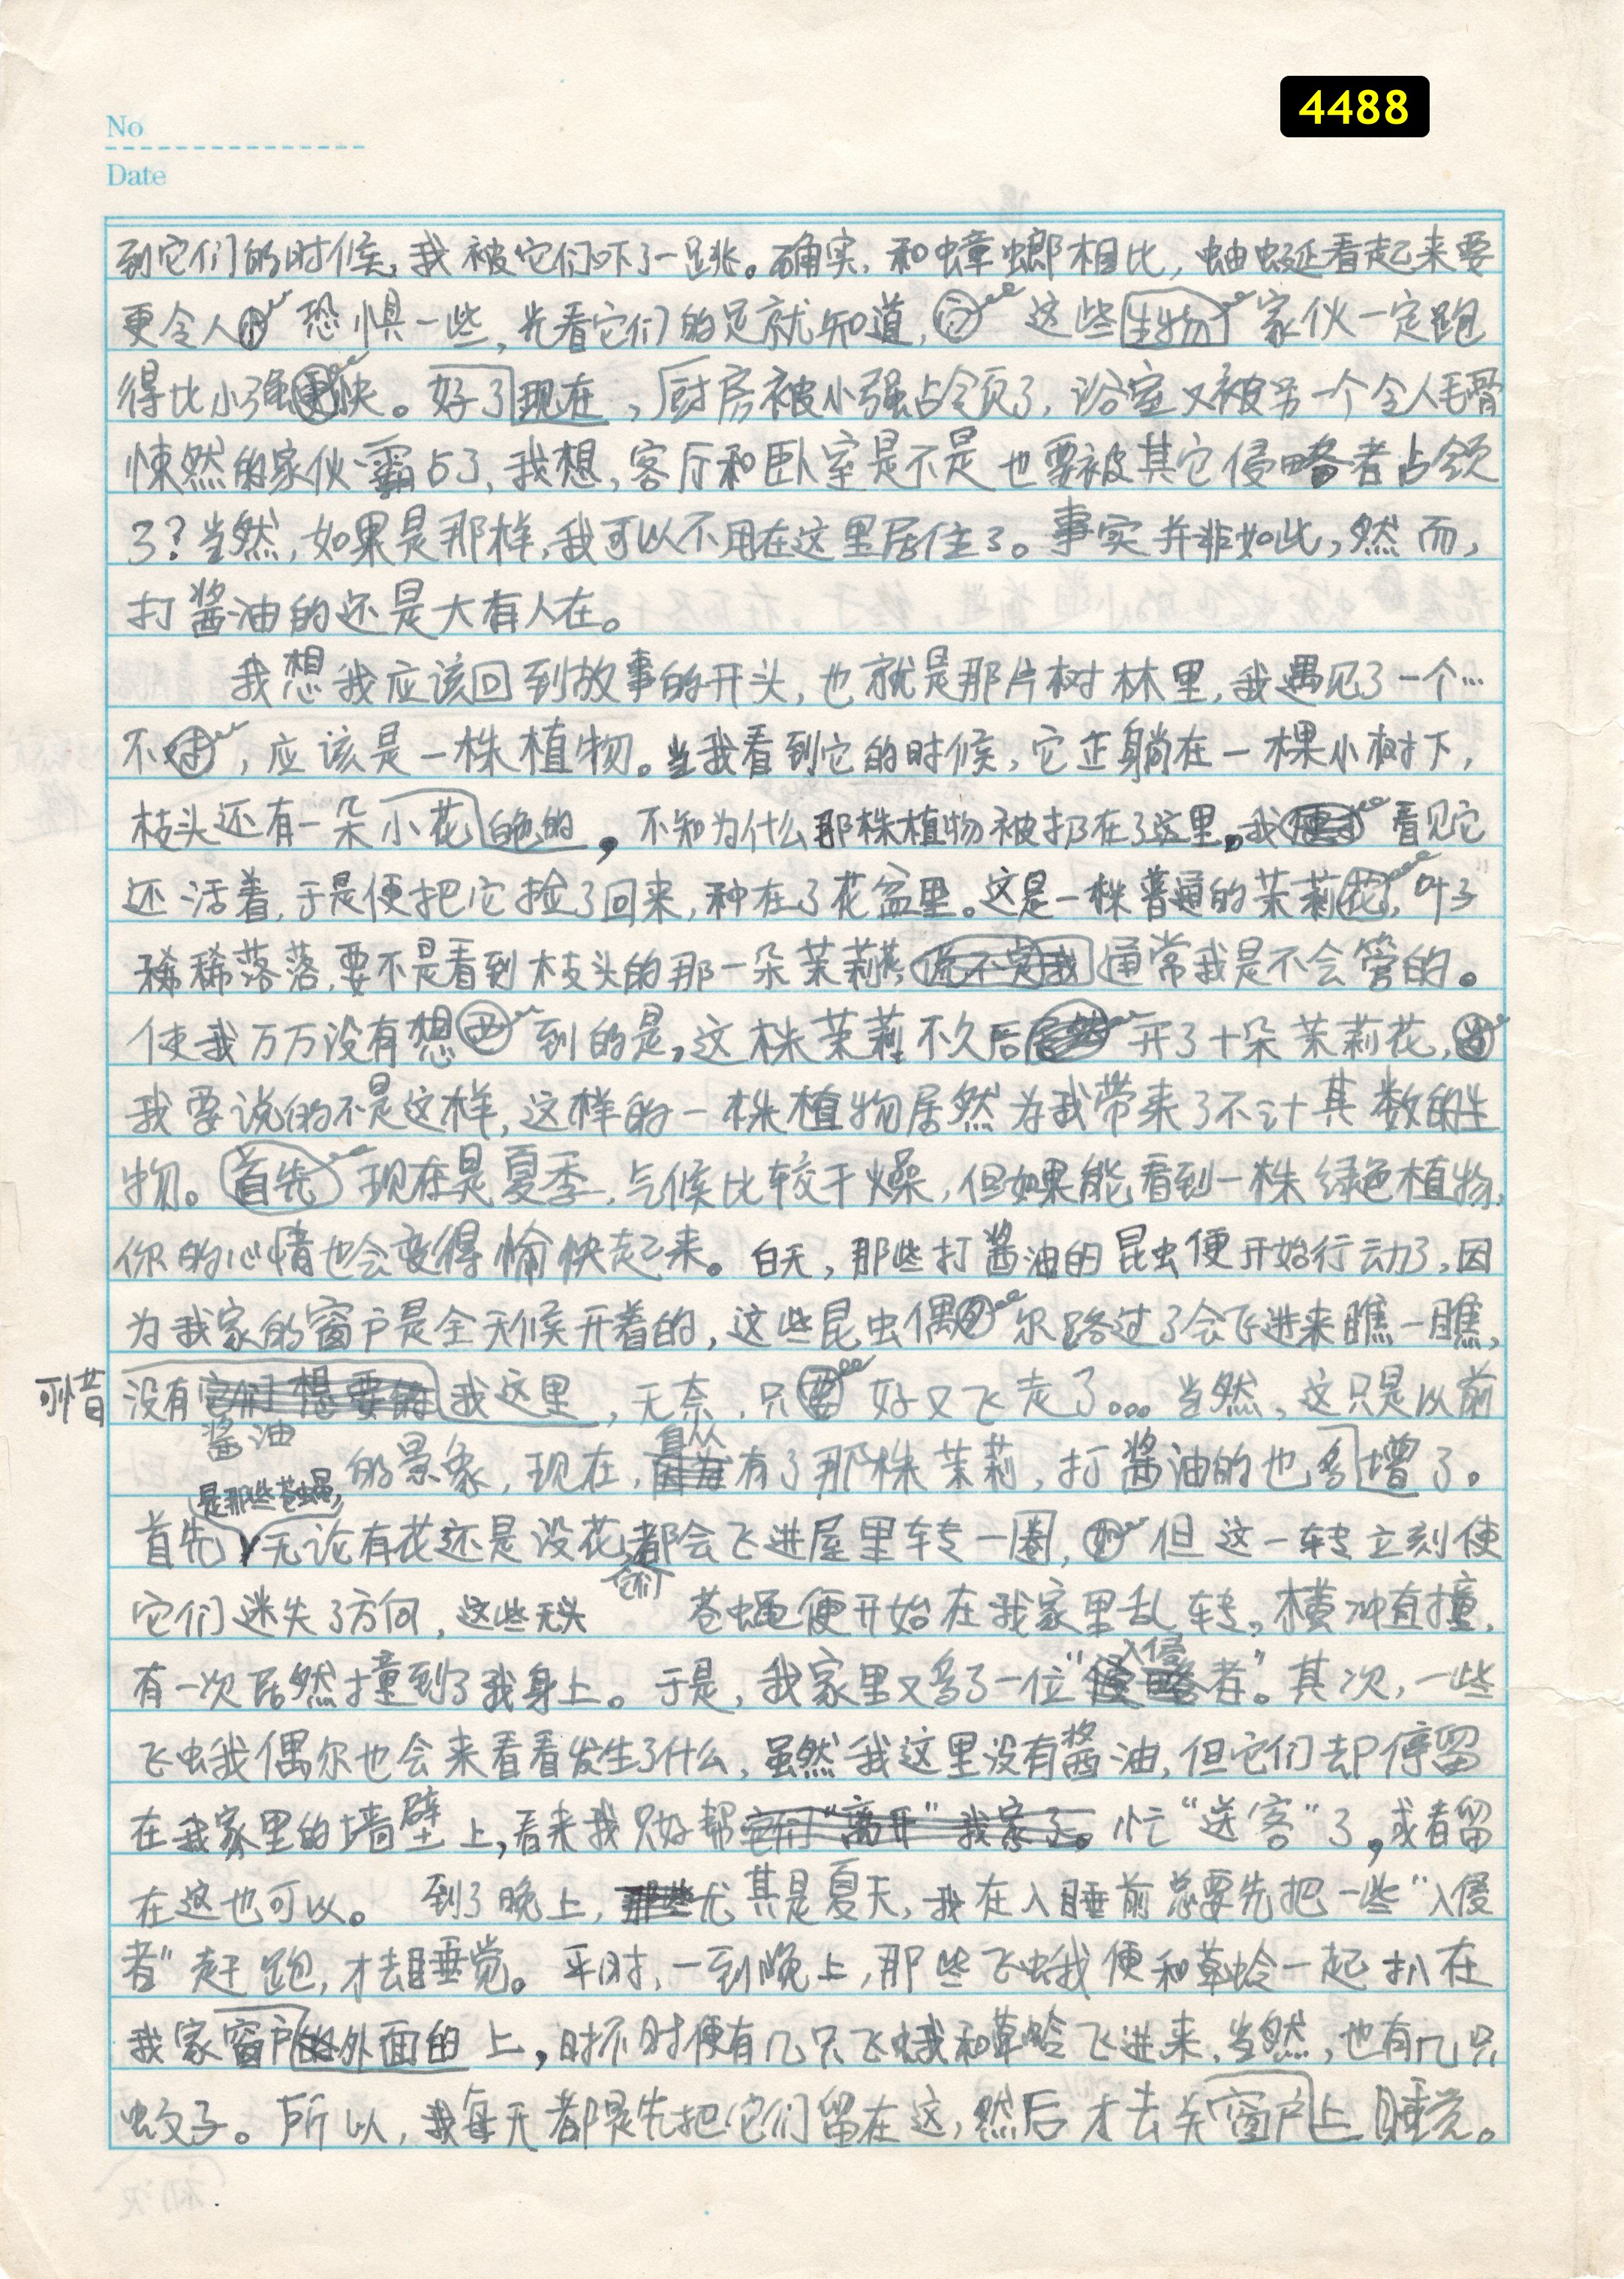 4488
No
Date
到它们的时候,我被它们吓了一跳。确实,和蟑螂相比,蚰蜒看起来要
更令人恐惧一些,光看它们的足就知道,这些生物家伙一定跑
得比小强更快。好了现在,厨房被小强占领了,浴室又被另一个令人毛骨
悚然的家伙霸占了,我想,客厅和卧室是不是也要被其它侵略者占领
了?当然,如果是那样,我可以不用在这里居住了。事实并非如此,然而,
打酱油的还是大有人在。
我想我应该回到故事的开头,也就是那片树林里,我遇见了一个…
不对,应该是一株植物。当我看到它的时候,它正躺在一棵小树下,
枝头还有一朵小花白色的,不知为什么那株植物被扔在了这里。我看见它
还活着,于是便把它捡了回来,种在了花盆里。这是一株普通的茉莉花,叶子
稀稀落落,要不是看到枝头的那一朵茉莉花,说不定我通常我是不会管的。
使我万万没有想到的是,这株茉莉不久后开了十朵茉莉花,
我要说的不是这样,这样的一株植物居然为我带来了不计其数的生
物。首先现在是夏季,气候比较干燥,但如果能看到一株绿色植物,
你的心情也会变得愉快起来。白天,那些打酱油的昆虫便开始行动了,因
为我家的窗户是全天候开着的,这些昆虫偶尔路过了会飞进来瞧一瞧,
可惜没有它们想要的我这里,无奈,只好又飞走了。。。当然,这只是以前
酱油
自从
的景象,现在,因为有了那株茉莉,打酱油的也多增了。
是那些苍蝇,
首先无论有花还是没花都会飞进屋里转一圈,但这一转立刻使
它们
它们迷失了方向,这些无头苍蝇便开始在我家里乱转,横冲直撞,
入侵
有一次居然撞到了我身上。于是,我家里又多了一位“侵略者”。其次,一些
飞虫我偶尔也会来看看发生了什么,虽然我这里没有酱油,但它们却停留
在我家里的墙壁上,看来我只好帮它们“离开”我家了。忙“送客”了,或者留
在这也可以。到了晚上,那些尤其是夏天,我在入睡前总要先把一些“入侵
者”赶跑,才去睡觉。平时,一到晚上,那些飞蛾便和草蛉一起扒在
我家窗户的外面的上,时不时便有几只飞蛾和草蛉飞进来,当然,也有几只
蚊子。所以,我每天都是先把它们留在这,然后才去关窗户上睡觉。